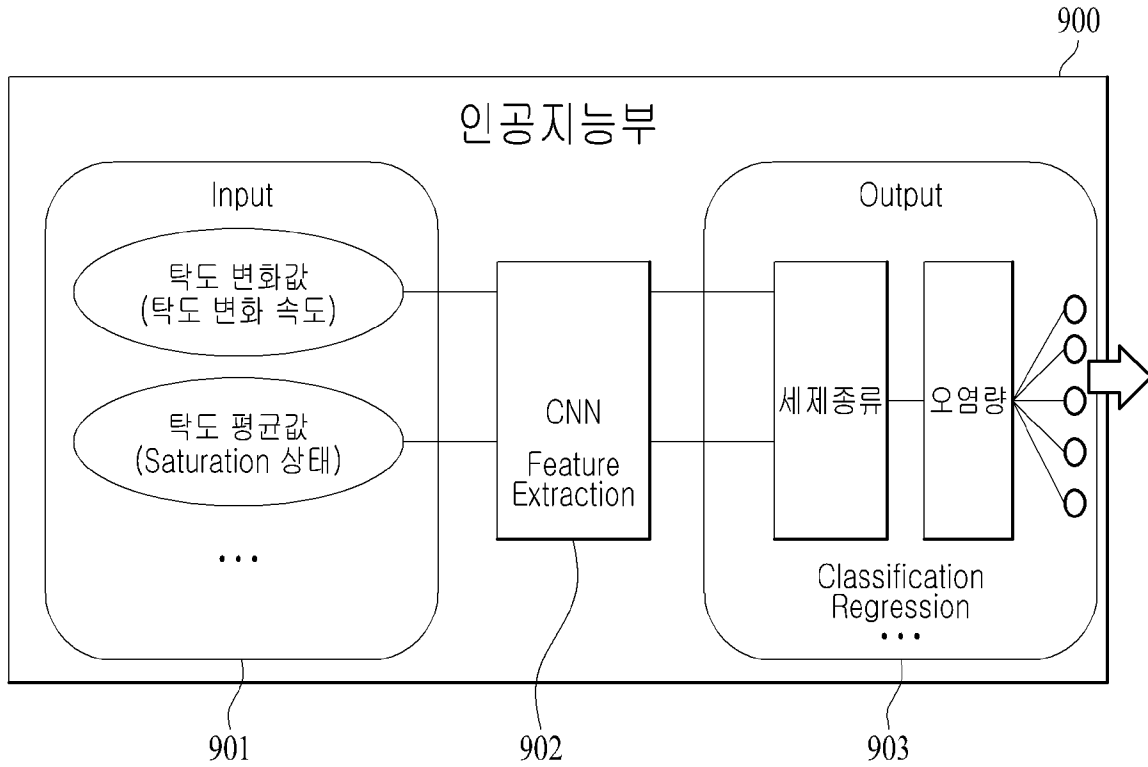 900
인공지능부
Input
탁도 변화값
(탁도 변화 속도)
탁도 평균값
(Saturation 상태)
...
CNN
Feature
Extraction
Output
세제종류
오염량
Classification
Regression
...
901
902
903